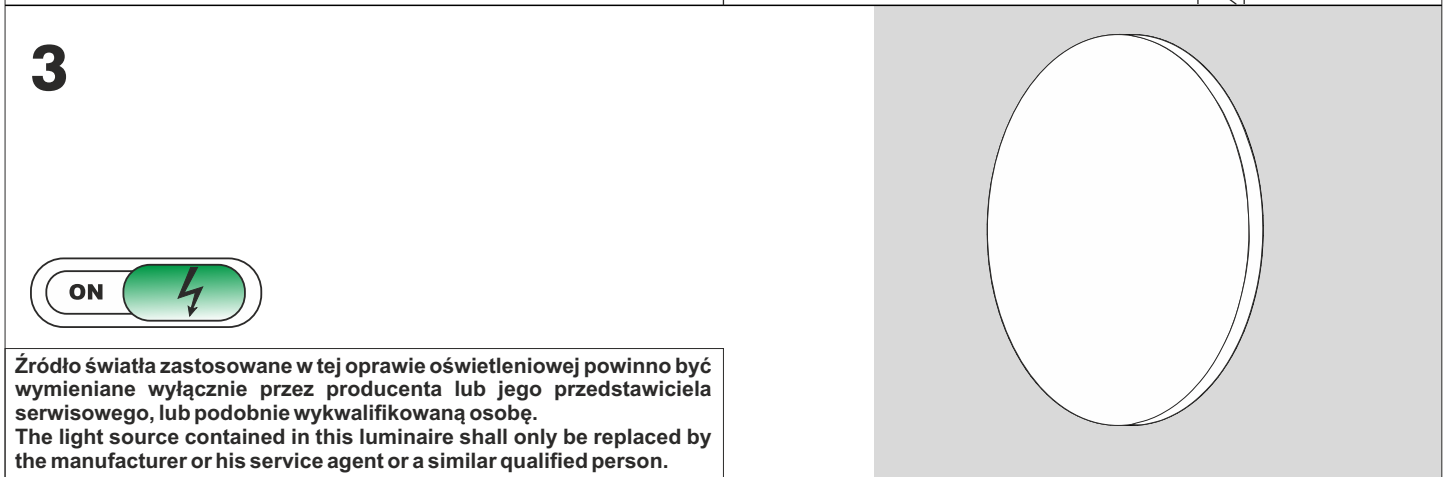 3
ON
Źródło światła zastosowane w tej oprawie oświetleniowej powinno być
wymieniane wyłącznie przez producenta lub jego przedstawiciela
serwisowego, lub podobnie wykwalifikowaną osobę.
The light source contained in this luminaire shall only be replaced by
the manufacturer or his service agent or a similar qualified person.